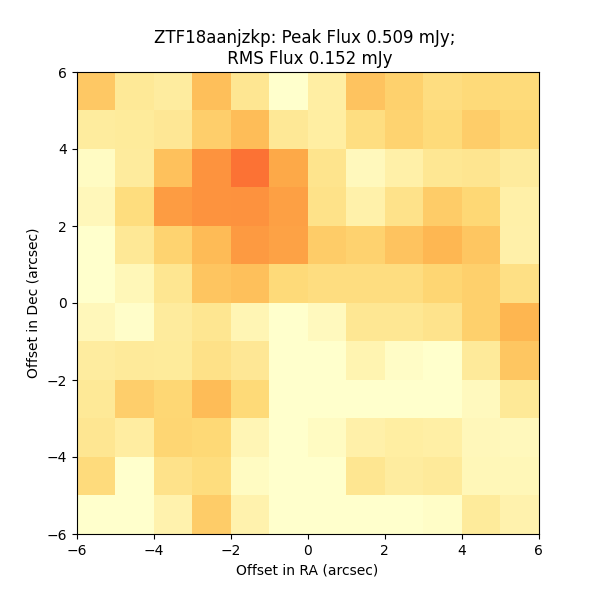 ZTF18aanjzkp: Peak Flux 0.509 mJy;
RMS Flux 0.152 mJy
6
4
2
0
−2
−4
−6
Offset in Dec (arcsec)
−6 −4 −2 0 2 4 6
Offset in RA (arcsec)